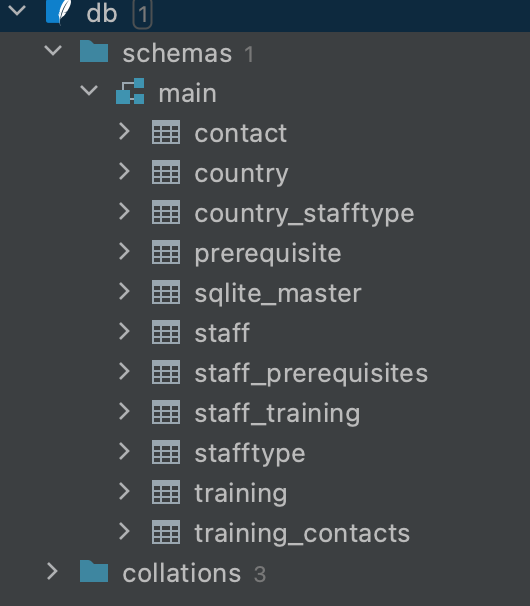 db 1
schemas 1
main
contact
country
country_stafftype
prerequisite
sqlite_master
staff
staff_prerequisites
staff_training
stafftype
training
training_contacts
collations 3